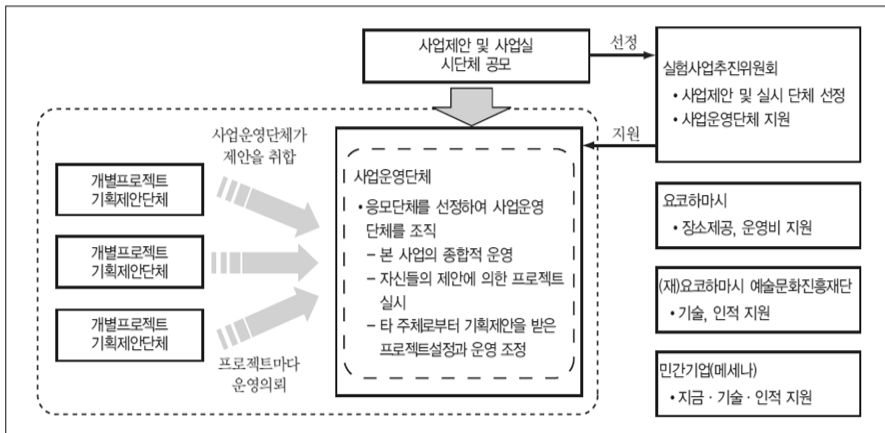 사업제안 및 사업실
시단체 공모
선정
실험사업추진위원회
• 사업제안 및 실시 단체 선정
• 사업운영단체 지원
지원
사업운영단체가
제안을 취합
개별프로젝트
기획제안단체
개별프로젝트
기획제안단체
개별프로젝트
기획제안단체
프로젝트마다
운영의뢰
사업운영단체
• 응모단체를 선정하여 사업운영
단체를 조직
– 본 사업의 종합적 운영
– 자신들의 제안에 의한 프로젝트
실시
– 타 주체로부터 기획제안을 받은
프로젝트설정과 운영 조정
요코하마시
• 장소제공, 운영비 지원
(재)요코하마시 예술문화진흥재단
• 기술, 인적 지원
민간기업(메세나)
• 지금 · 기술 · 인적 지원